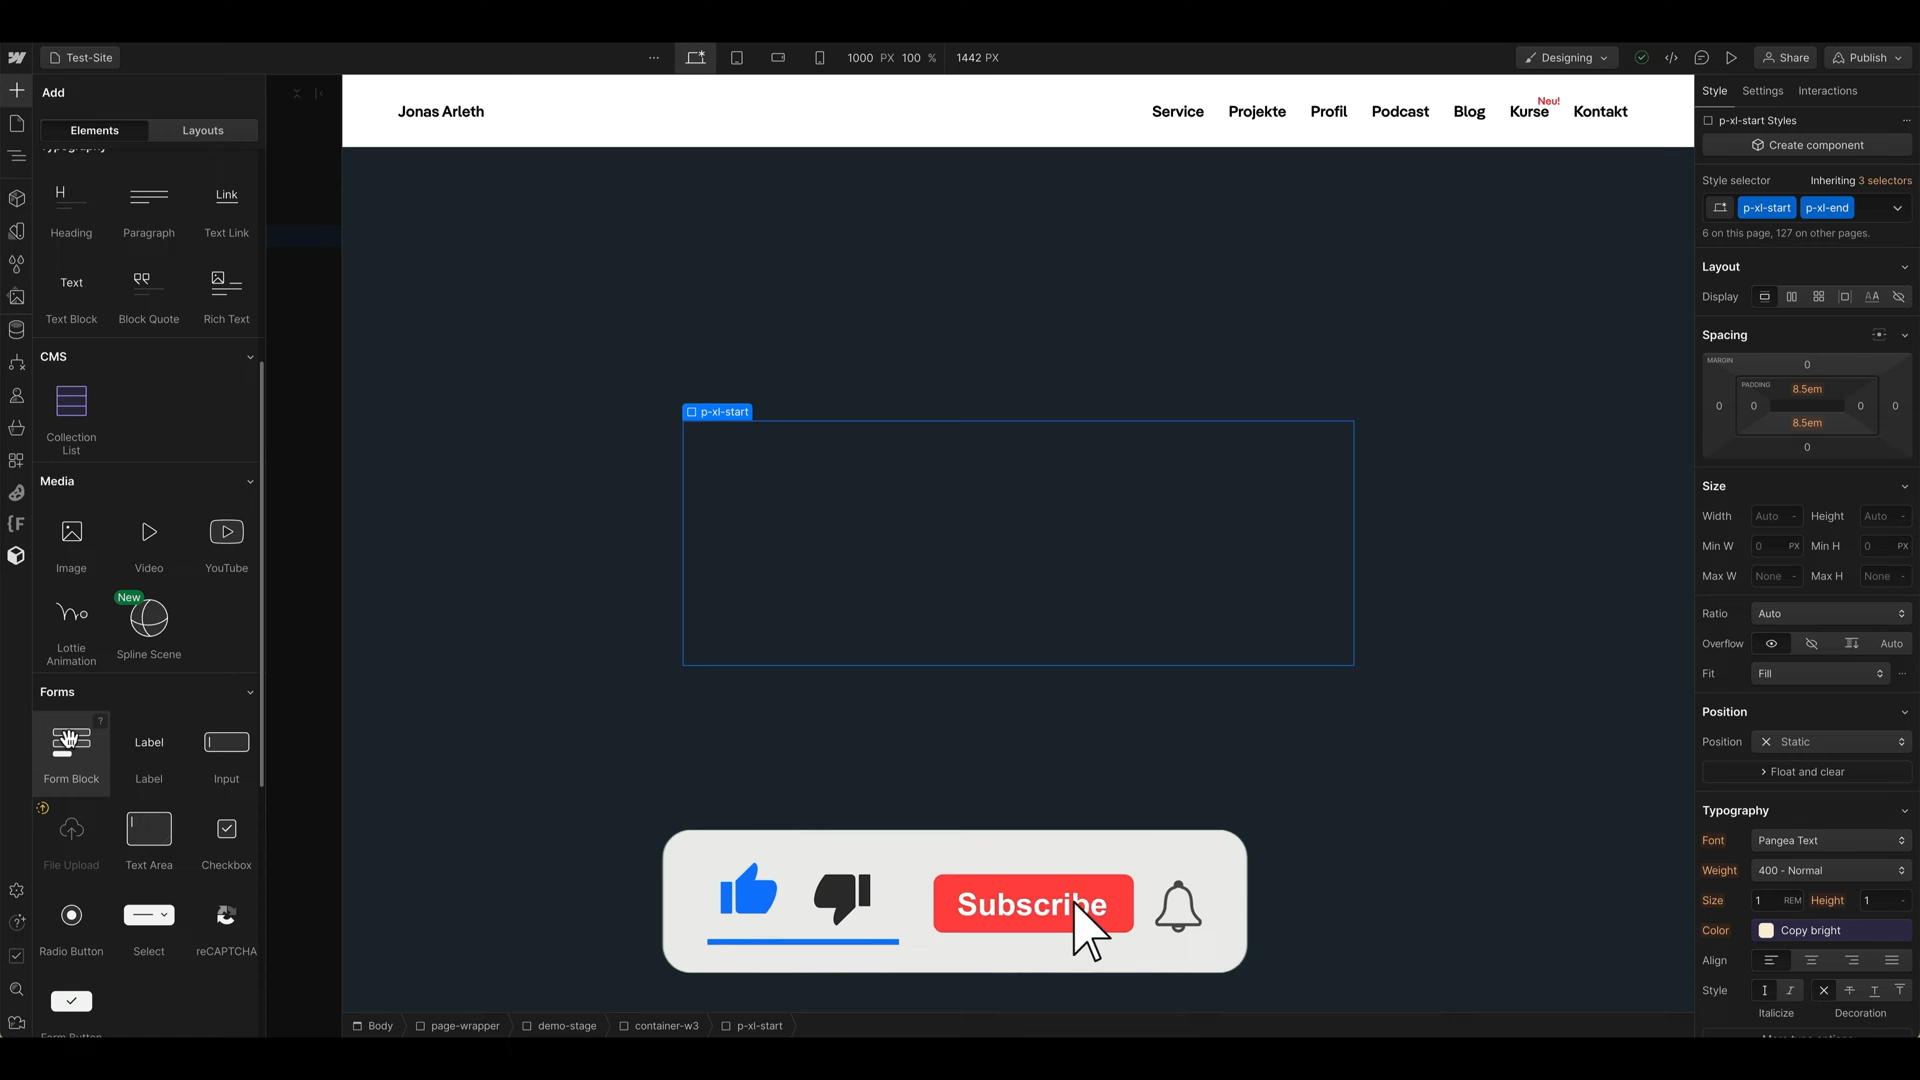 Test-Site
1000 PX 100 %
1442 PX
Designing
Share
Publish
Add
Elements
Layouts
Typography
Heading
Paragraph
Link
Text Link
Text
Text Block
Block Quote
Rich Text
CMS
Collection
List
Media
Image
Video
YouTube
Lottie
Animation
New
Spline Scene
Forms
?
Form Block
Label
Label
Input
File Upload
Text Area
Checkbox
Radio Button
Select
reCAPTCHA
Form Button
Jonas Arleth
Service
Projekte
Profil
Podcast
Blog
Kurse
Neu!
Kontakt
p-xl-start
Subscribe
Body
page-wrapper
demo-stage
container-w3
p-xl-start
Style
Settings
Interactions
p-xl-start Styles
Create component
Style selector
Inheriting 3 selectors
p-xl-start
p-xl-end
6 on this page, 127 on other pages.
Layout
Display
Spacing
MARGIN
0
PADDING
8.5em
0
0
0
0
8.5em
0
Size
Width Auto -
Height Auto -
Min W 0 PX
Min H 0 PX
Max W None -
Max H None -
Ratio Auto
Overflow Auto
Fit Fill
Position
Position Static
Float and clear
Typography
Font Pangea Text
Weight 400 - Normal
Size 1 REM
Height 1 -
Color Copy bright
Align
Style
Italicize
Decoration
More type options